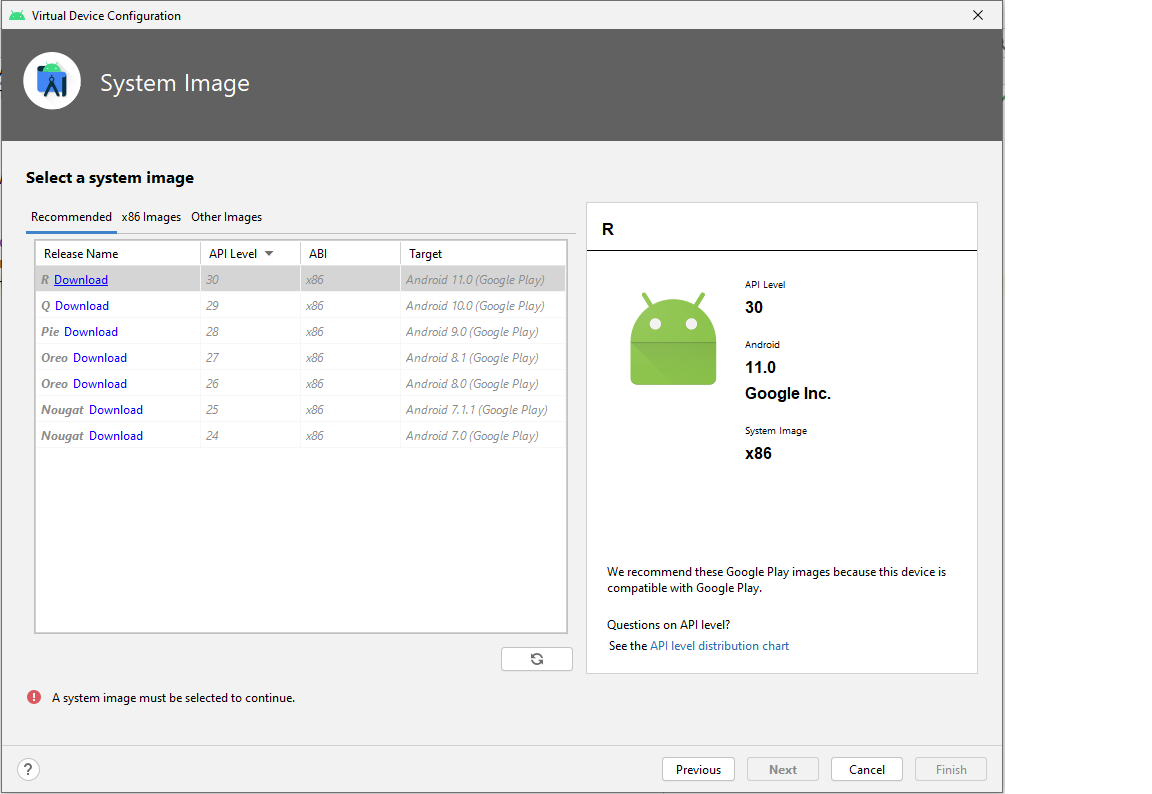 Virtual Device Configuration
System Image
Select a system image
Recommended x86 Images Other Images
Release Name API Level ABI Target
R Download 30 x86 Android 11.0 (Google Play)
Q Download 29 x86 Android 10.0 (Google Play)
Pie Download 28 x86 Android 9.0 (Google Play)
Oreo Download 27 x86 Android 8.1 (Google Play)
Oreo Download 26 x86 Android 8.0 (Google Play)
Nougat Download 25 x86 Android 7.1.1 (Google Play)
Nougat Download 24 x86 Android 7.0 (Google Play)
R
API Level
30
Android
11.0
Google Inc.
System Image
x86
We recommend these Google Play images because this device is
compatible with Google Play.
Questions on API level?
See the API level distribution chart
A system image must be selected to continue.
? Previous Next Cancel Finish